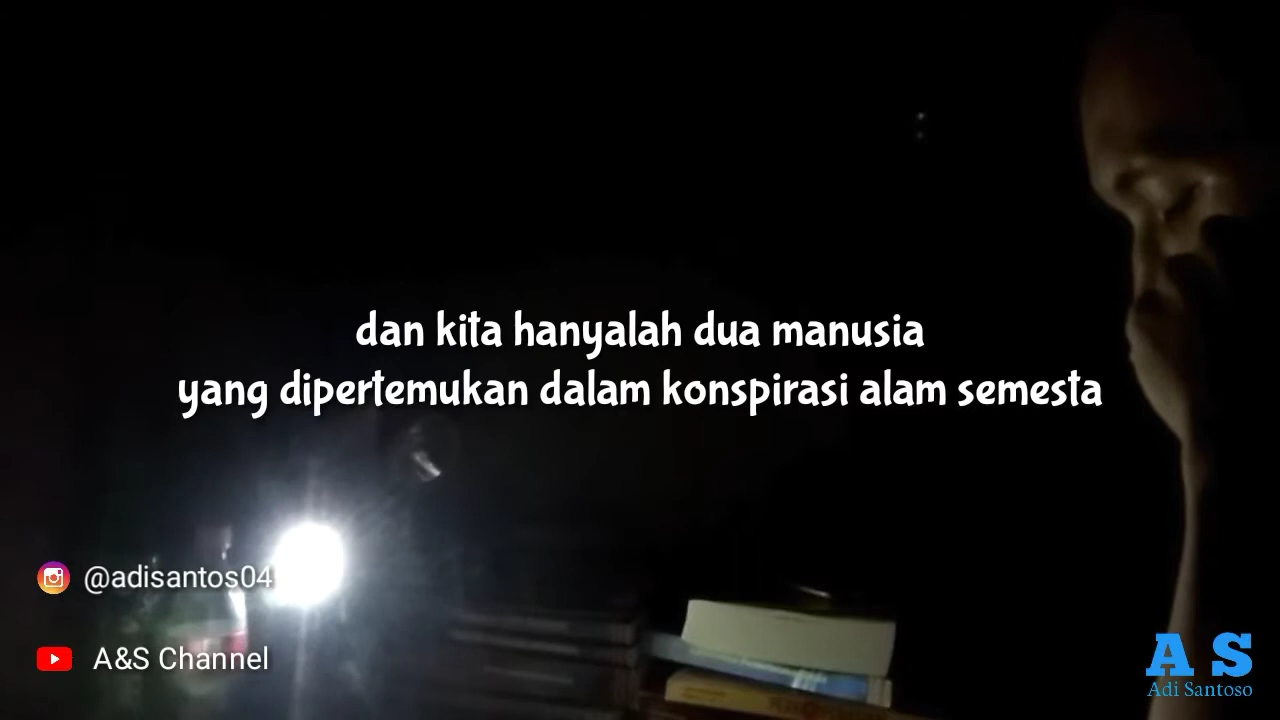 dan kita hanyalah dua manusia
yang dipertemukan dalam konspirasi alam semesta
@adisantos04
A&S Channel
A S
Adi Santoso